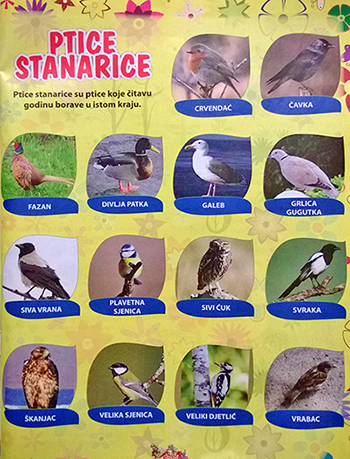 PTICE
STANARICE
Ptice stanarice su ptice koje čitavu
godinu borave u istom kraju.
CRVENDAĆ
ČAVKA
FAZAN
DIVLJA PATKA
GALEB
GRLICA
GUGUTKA
SIVA VRANA
PLAVETNA
SJENICA
SIVI ĆUK
SVRAKA
ŠKANJAC
VELIKA SJENICA
VELIKI DJETLIĆ
VRABAC